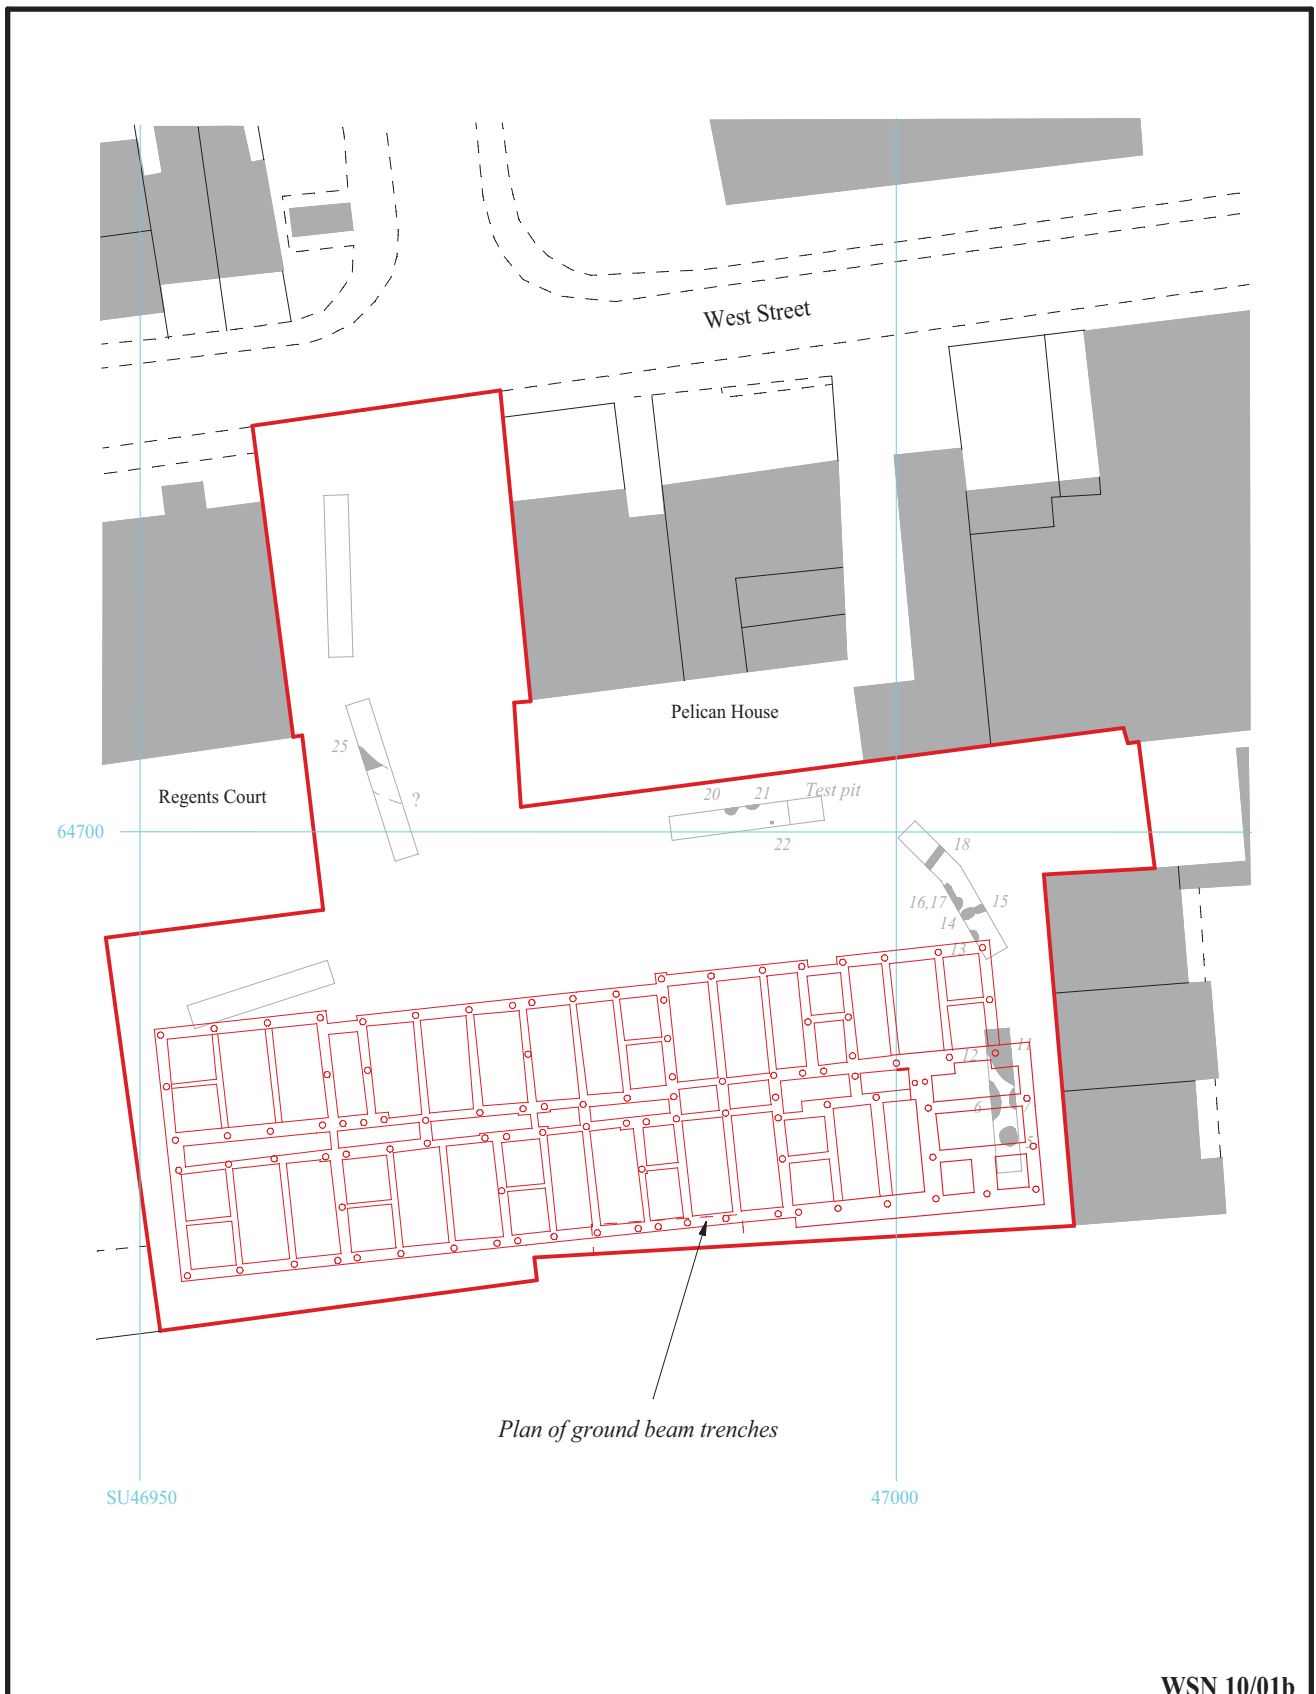 West Street
Pelican House
25
Regents Court
?
20
21
Test pit
64700
22
18
16,17
15
14
13
12
11
6
7
5
Plan of ground beam trenches
SU46950
47000
WSN 10/01b